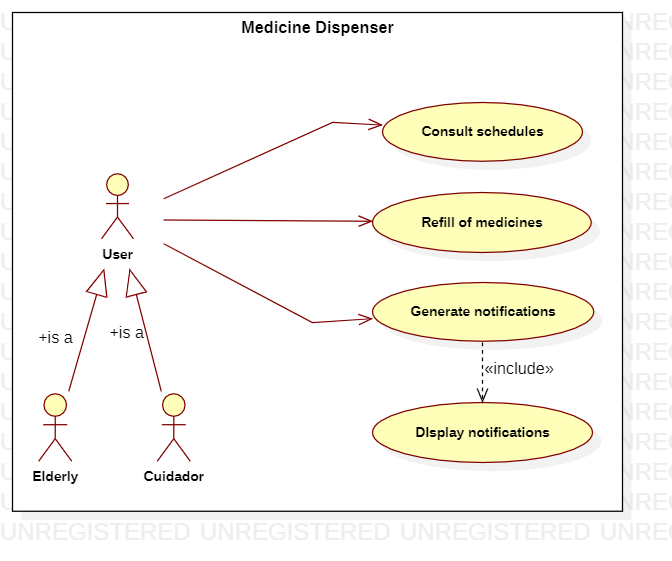 Medicine Dispenser
Consult schedules
Refill of medicines
User
Generate notifications
+is a
+is a
«include»
DIsplay notifications
Elderly
Cuidador
UNREGISTERED UNREGISTERED UNREGISTERED UNREG